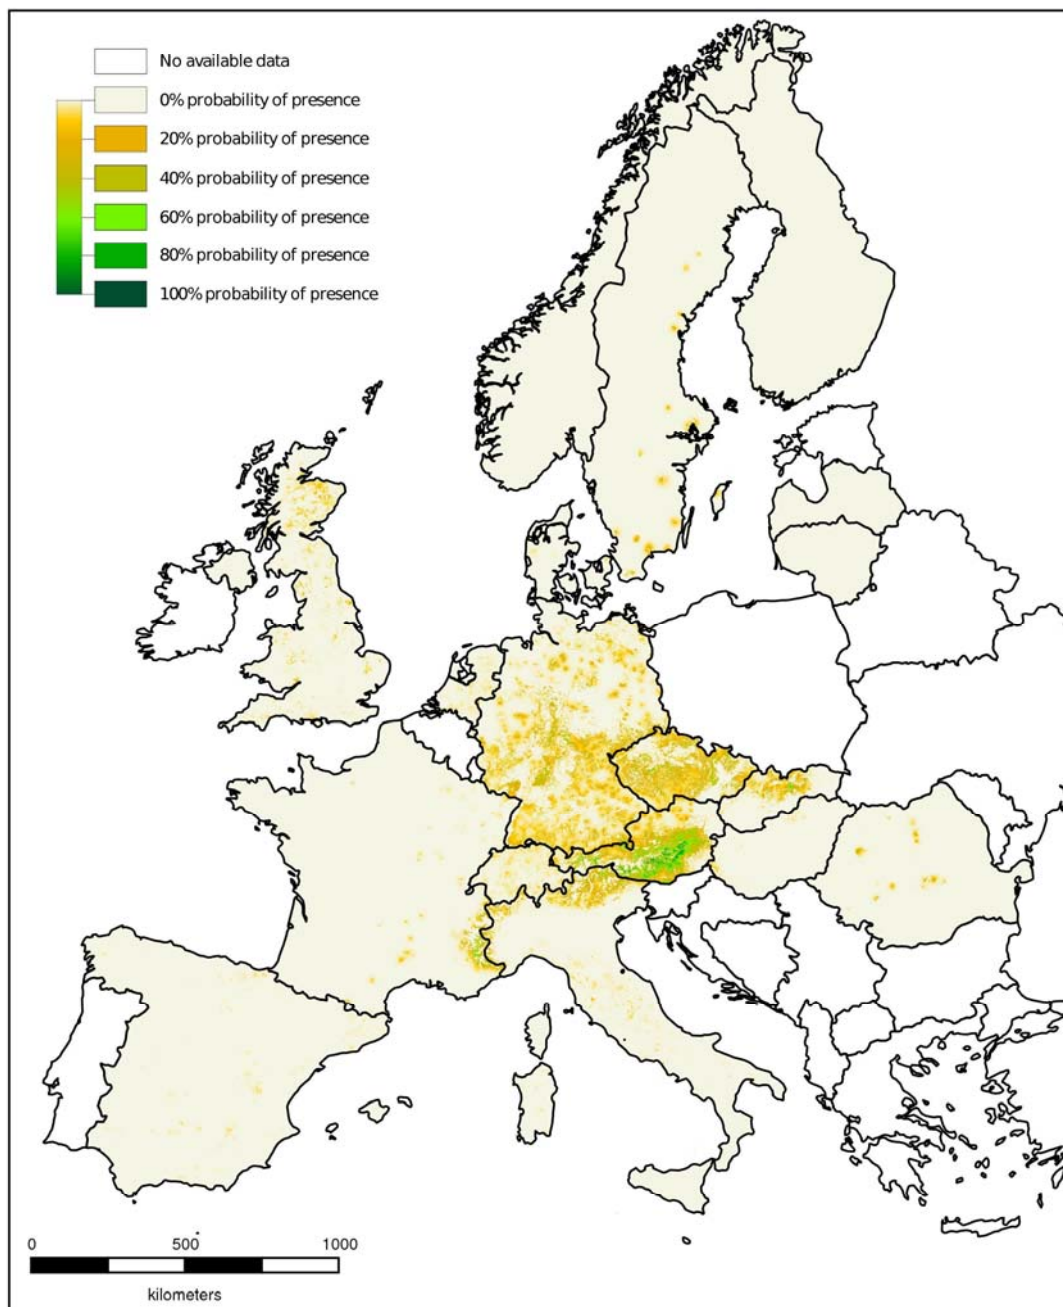 No available data
0% probability of presence
20% probability of presence
40% probability of presence
60% probability of presence
80% probability of presence
100% probability of presence
0 500 1000
kilometers